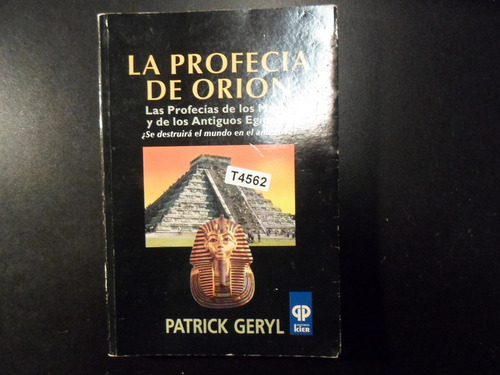 LA PROFECIA
DE ORION
Las Profecías de los
y de los Antiguos
¿Se destruirá el mundo en el
T4562
PATRICK GERYL
kier